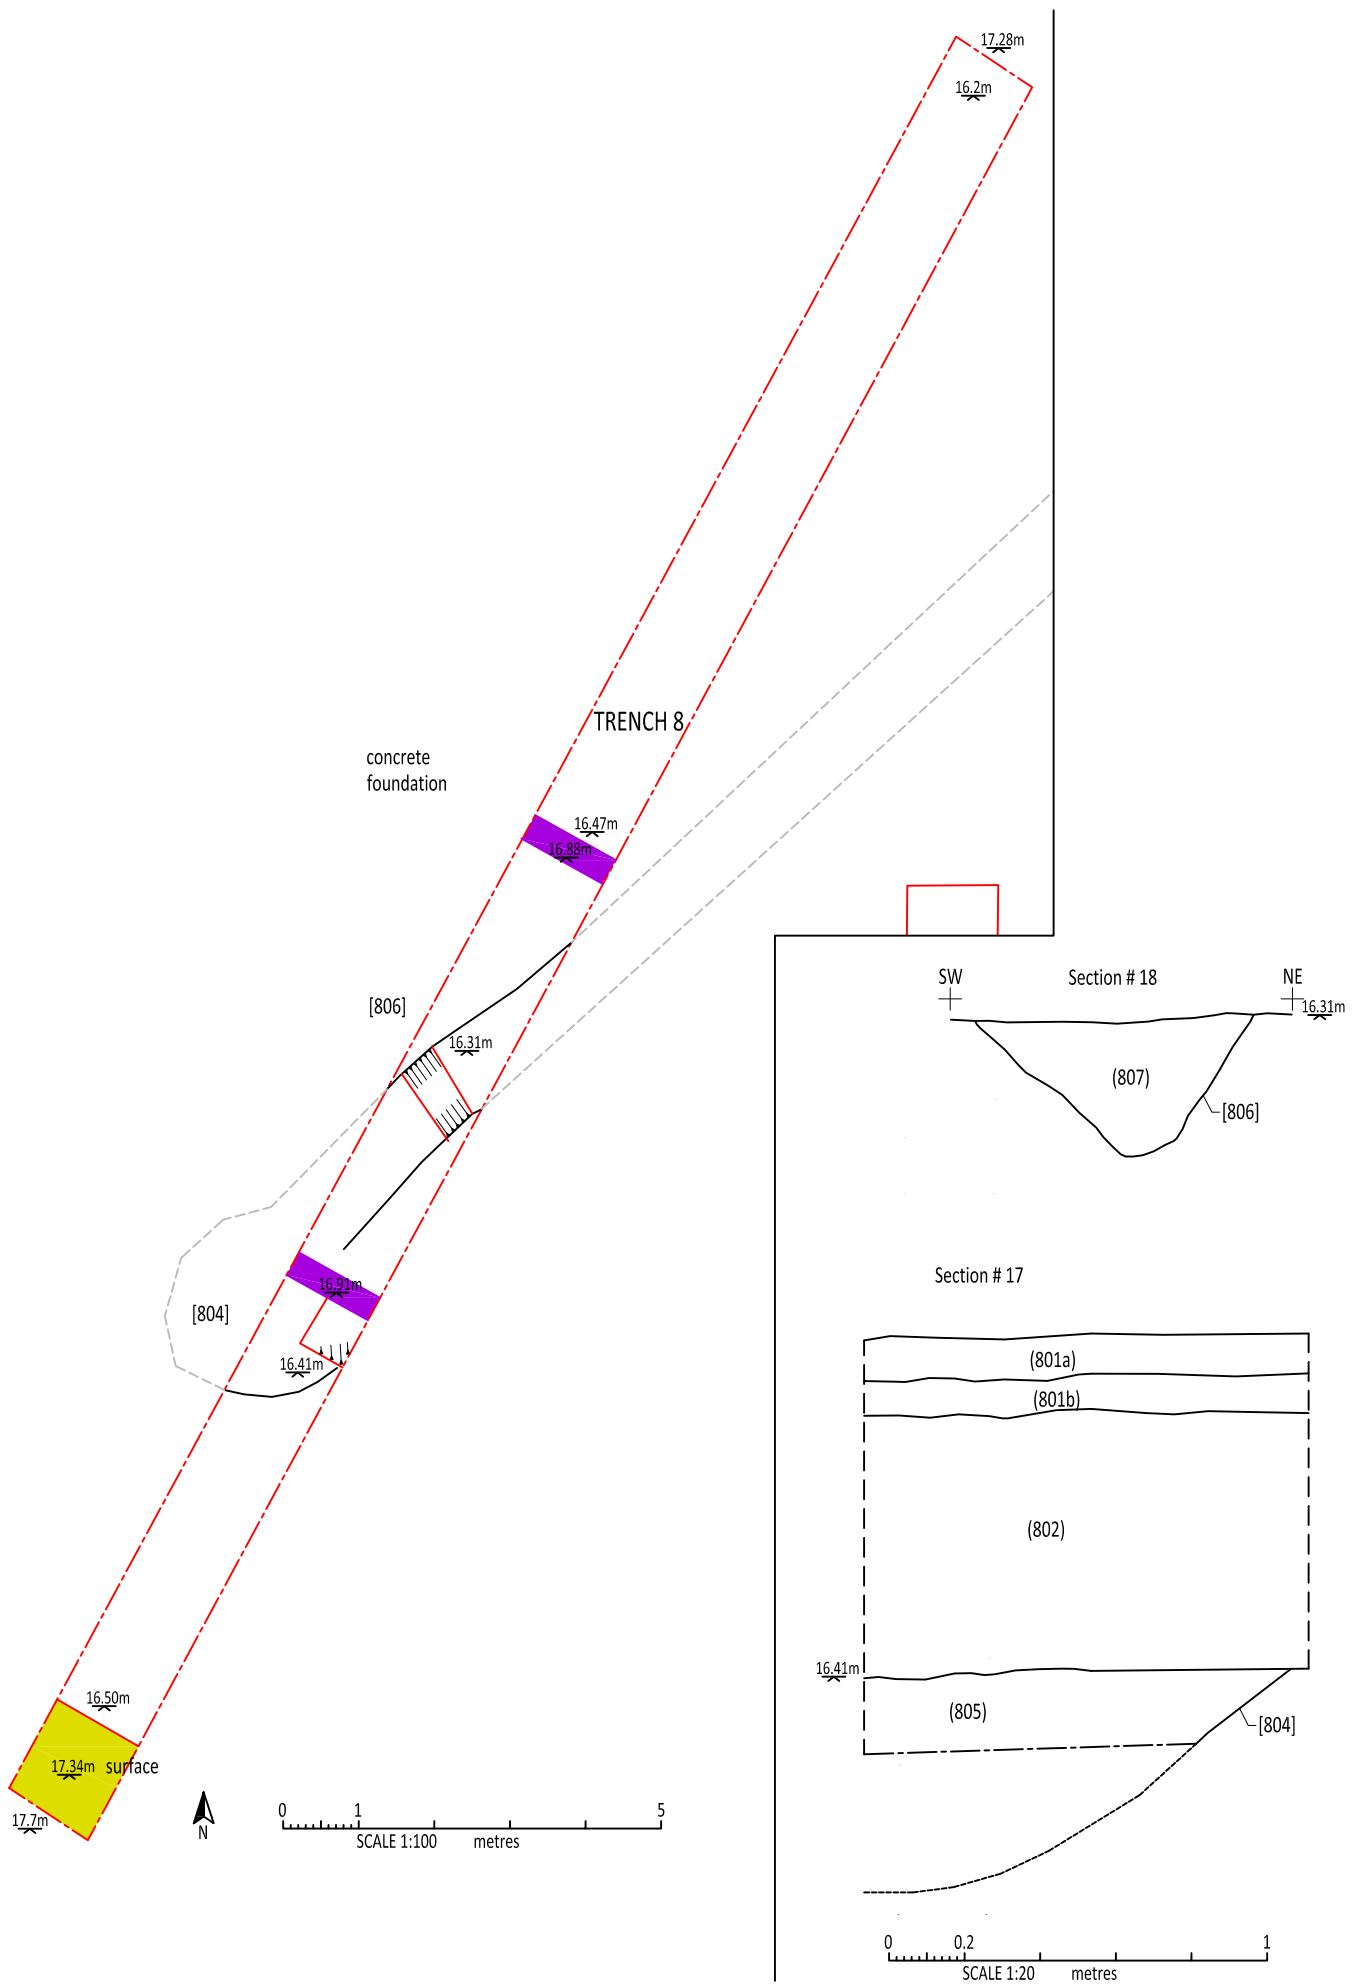 17.28m
16.2m
TRENCH 8
concrete
foundation
16.47m
16.88m
[806]
16.31m
16.91m
[804]
16.41m
16.50m
17.34m surface
17.7m
N
0 1 5
SCALE 1:100 metres
SW Section # 18 NE
16.31m
(807)
[806]
Section # 17
(801a)
(801b)
(802)
16.41m
(805)
[804]
0 0.2 1
SCALE 1:20 metres